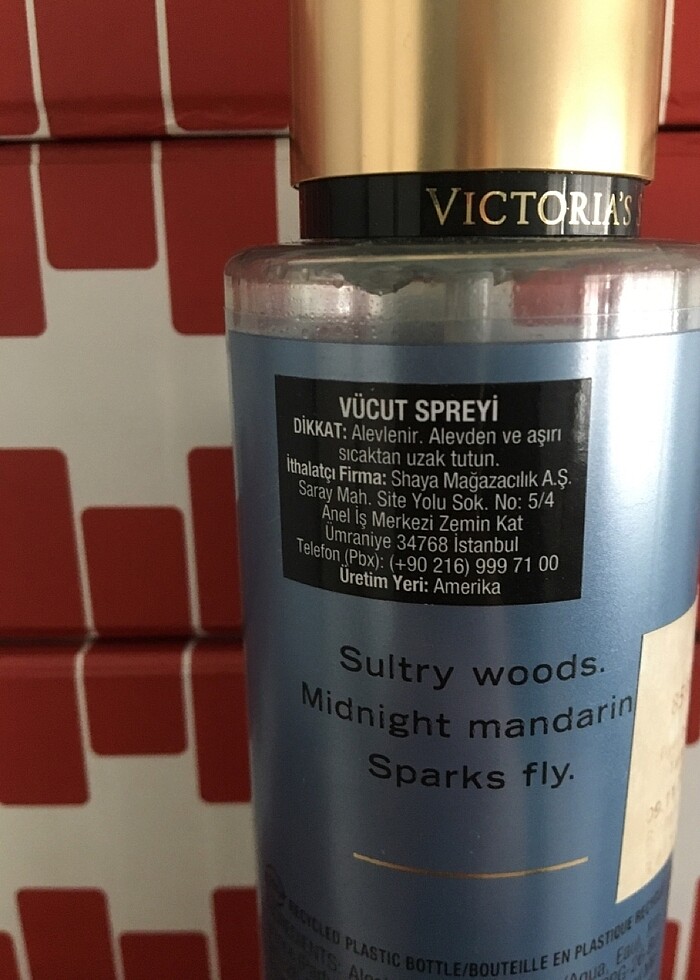 VICTORIA'S
VÜCUT SPREYİ
DİKKAT: Alevlenir. Alevden ve aşırı
sıcaktan uzak tutun.
İthalatçı Firma: Shaya Mağazacılık A.Ş.
Saray Mah. Site Yolu Sok. No: 5/4
Anel İş Merkezi Zemin Kat
Ümraniye 34768 İstanbul
Telefon (Pbx): (+90 216) 999 71 00
Üretim Yeri: Amerika
Sultry woods.
Midnight mandarin
Sparks fly.
RECYCLED PLASTIC BOTTLE/BOUTEILLE EN PLASTIQUE